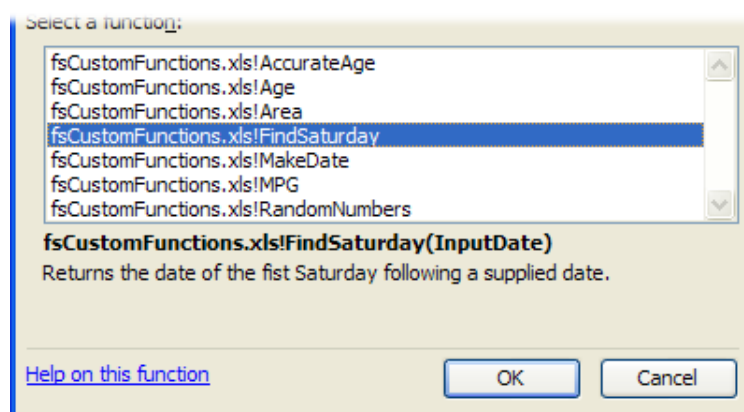 Select a function:
fsCustomFunctions.xls!AccurateAge
fsCustomFunctions.xls!Age
fsCustomFunctions.xls!Area
fsCustomFunctions.xls!FindSaturday
fsCustomFunctions.xls!MakeDate
fsCustomFunctions.xls!MPG
fsCustomFunctions.xls!RandomNumbers
fsCustomFunctions.xls!FindSaturday(InputDate)
Returns the date of the fist Saturday following a supplied date.
Help on this function
OK
Cancel